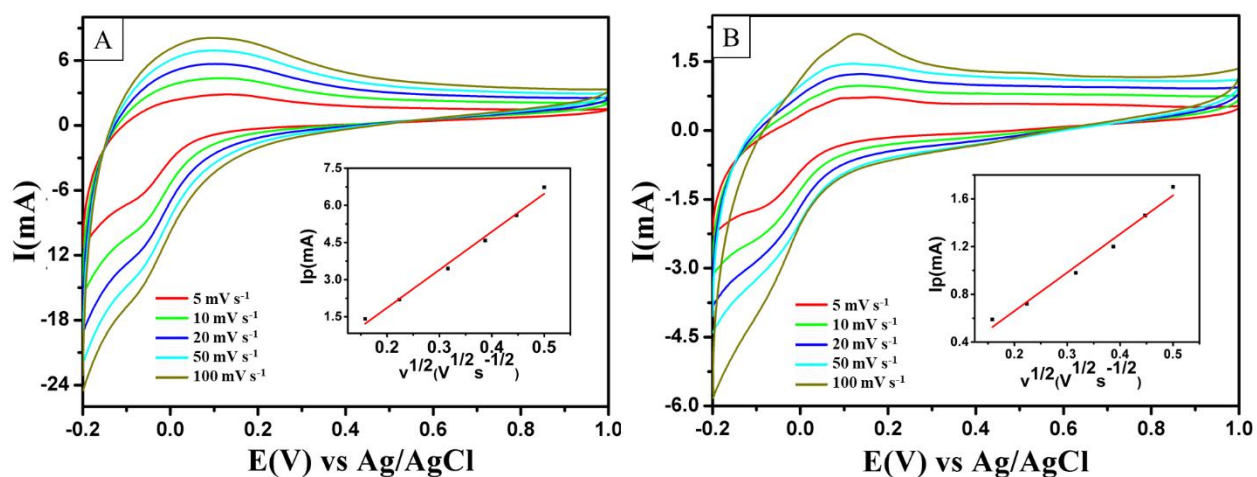 A
I(mA)
6
0
-6
-12
-18
-24
-0.2
0.0
0.2
0.4
0.6
0.8
1.0
E(V) vs Ag/AgCl
5 mV s⁻¹
10 mV s⁻¹
20 mV s⁻¹
50 mV s⁻¹
100 mV s⁻¹
Ip(mA)
7.5
6.0
4.5
3.0
1.5
0.2
0.3
0.4
0.5
v^1/2(V^1/2s^-1/2)
B
I(mA)
1.5
0.0
-1.5
-3.0
-4.5
-6.0
-0.2
0.0
0.2
0.4
0.6
0.8
1.0
E(V) vs Ag/AgCl
5 mV s⁻¹
10 mV s⁻¹
20 mV s⁻¹
50 mV s⁻¹
100 mV s⁻¹
Ip(mA)
1.6
1.2
0.8
0.4
0.2
0.3
0.4
0.5
v^1/2(V^1/2s^-1/2)